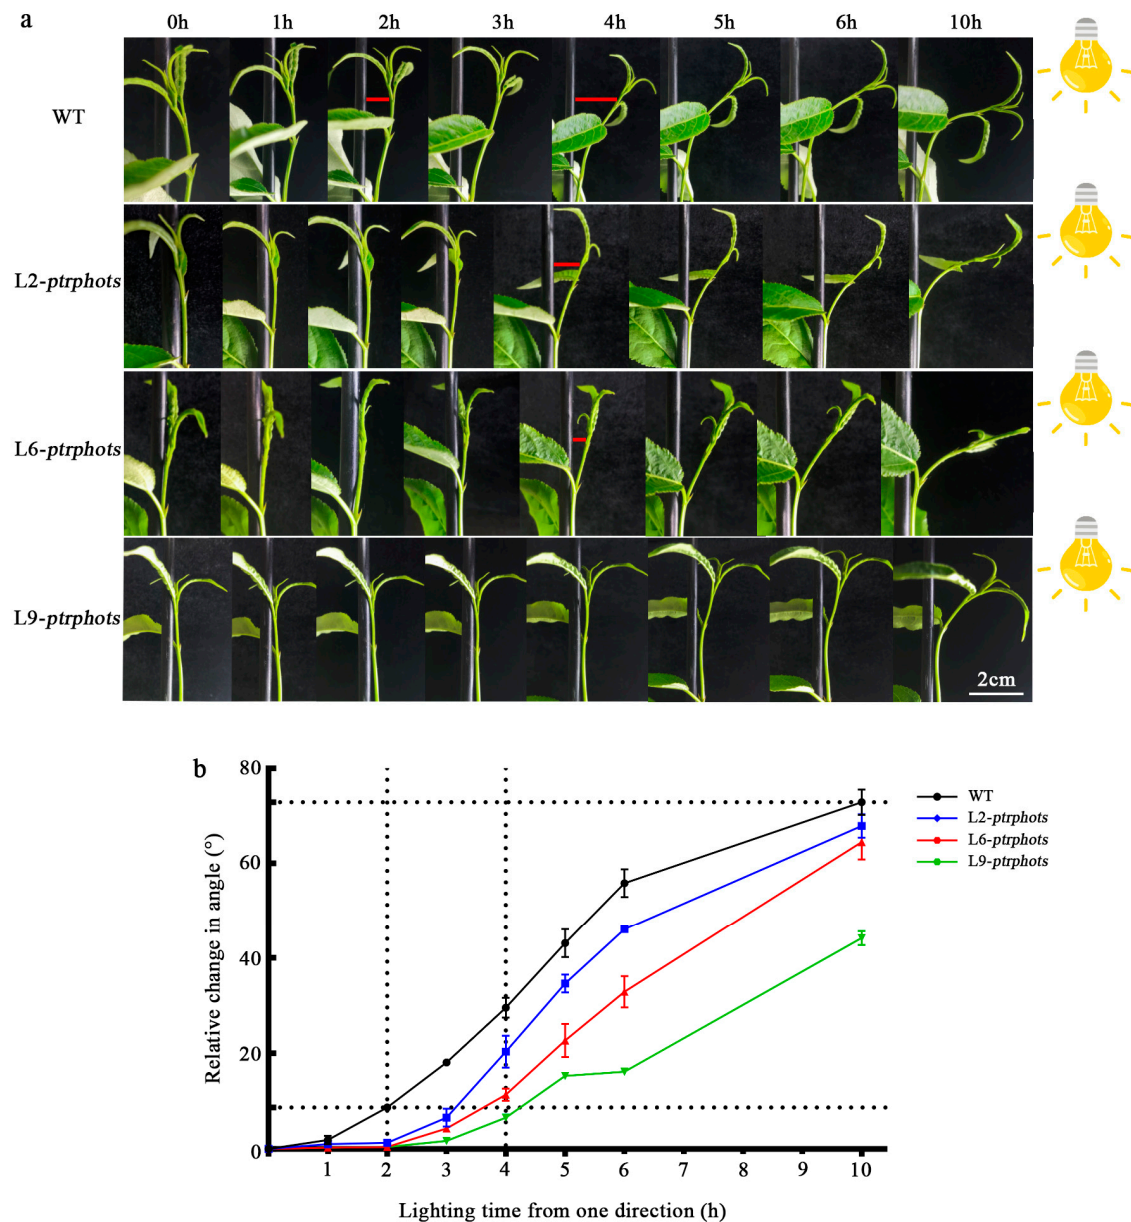 a
0h 1h 2h 3h 4h 5h 6h 10h
WT
L2-ptrphots
L6-ptrphots
L9-ptrphots
2cm
b
80
60
40
20
0
Relative change in angle (°)
1 2 3 4 5 6 7 8 9 10
Lighting time from one direction (h)
WT
L2-ptrphots
L6-ptrphots
L9-ptrphots